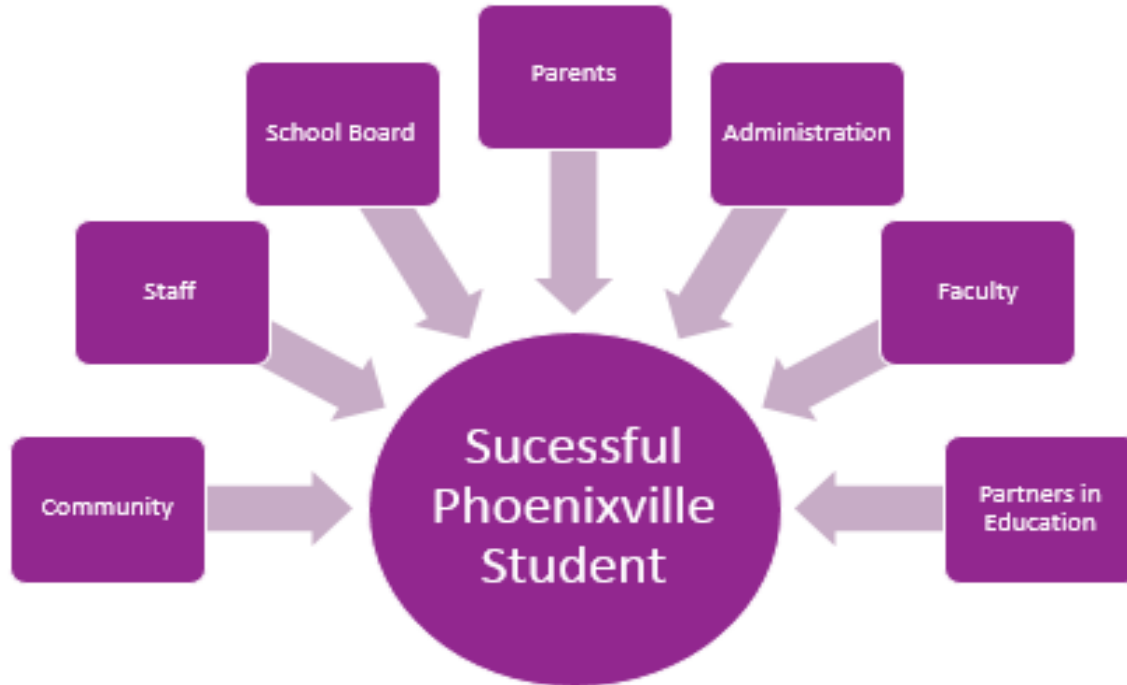 Parents
School Board
Administration
Staff
Faculty
Community
Sucessful
Phoenixville
Student
Partners in
Education